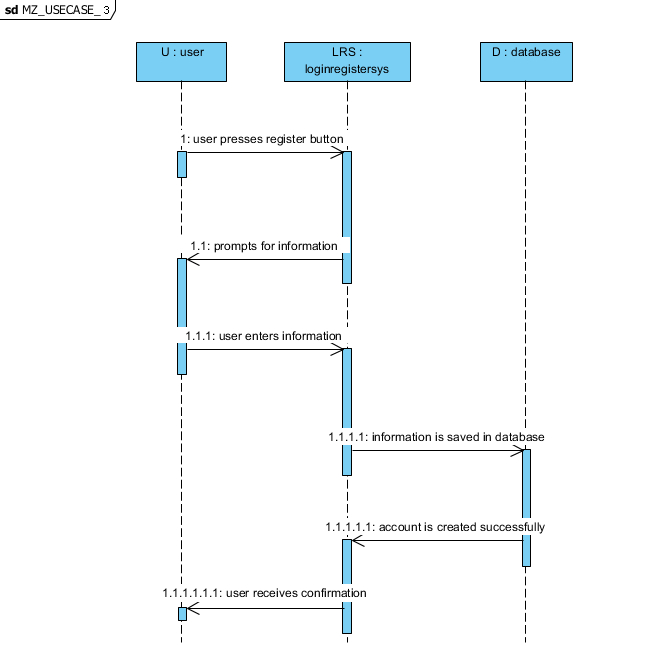 sd MZ_USECASE_ 3
U : user
LRS :
loginregistersys
D : database
1: user presses register button
1.1: prompts for information
1.1.1: user enters information
1.1.1.1: information is saved in database
1.1.1.1.1: account is created successfully
1.1.1.1.1.1: user receives confirmation